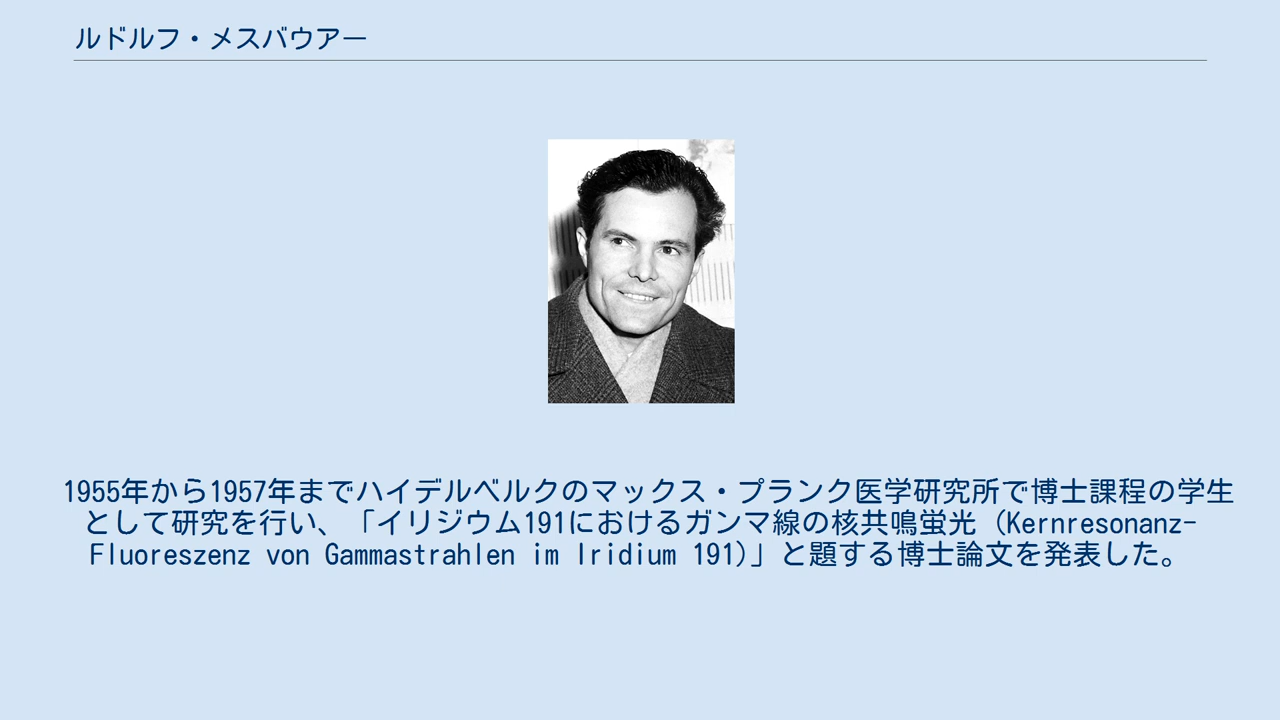 ルドルフ・メスバウアー
1955年から1957年までハイデルベルクのマックス・プランク医学研究所で博士課程の学生
として研究を行い、「イリジウム191におけるガンマ線の核共鳴蛍光（Kernresonanz-
Fluoreszenz von Gammastrahlen im Iridium 191)」と題する博士論文を発表した。